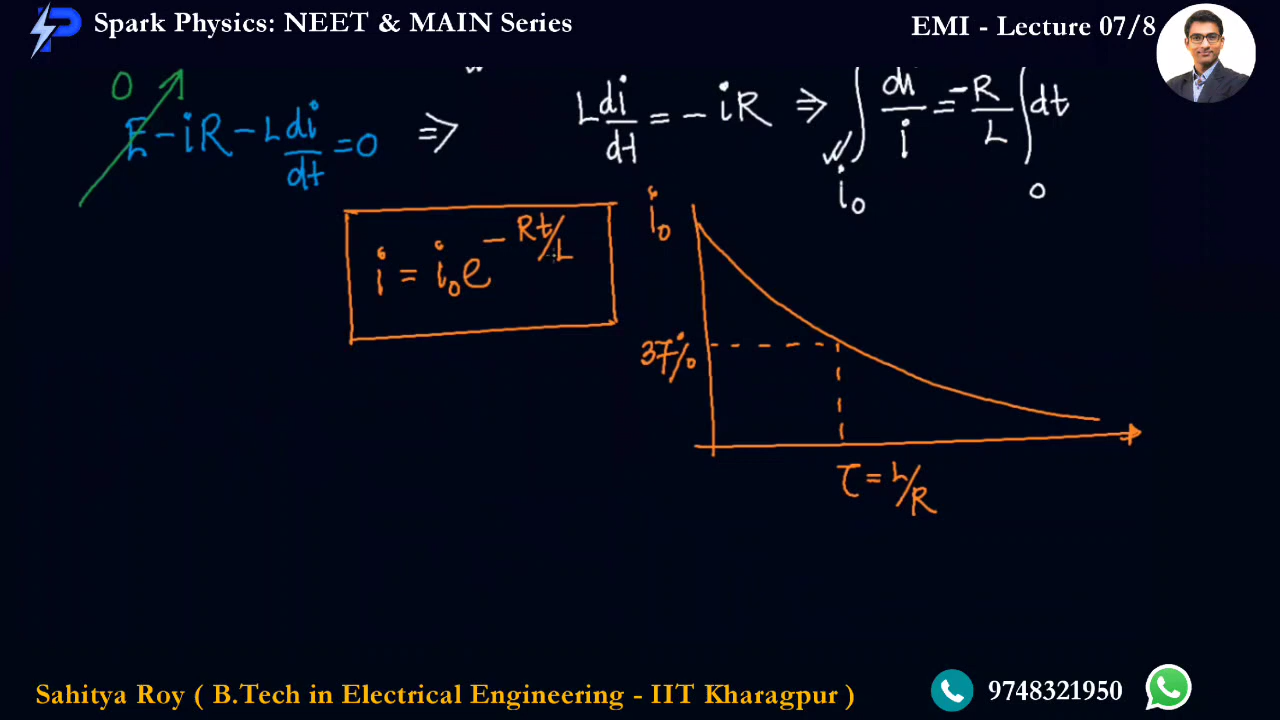 Spark Physics: NEET & MAIN Series
EMI - Lecture 07/8
E - iR - L di/dt = 0 ⇒ L di/dt = - iR ⇒ ∫ di/i = -R/L ∫ dt
0
i₀
0
i = i₀e^(-Rt/L)
i₀
37%
τ = L/R
Sahitya Roy ( B.Tech in Electrical Engineering - IIT Kharagpur )
9748321950